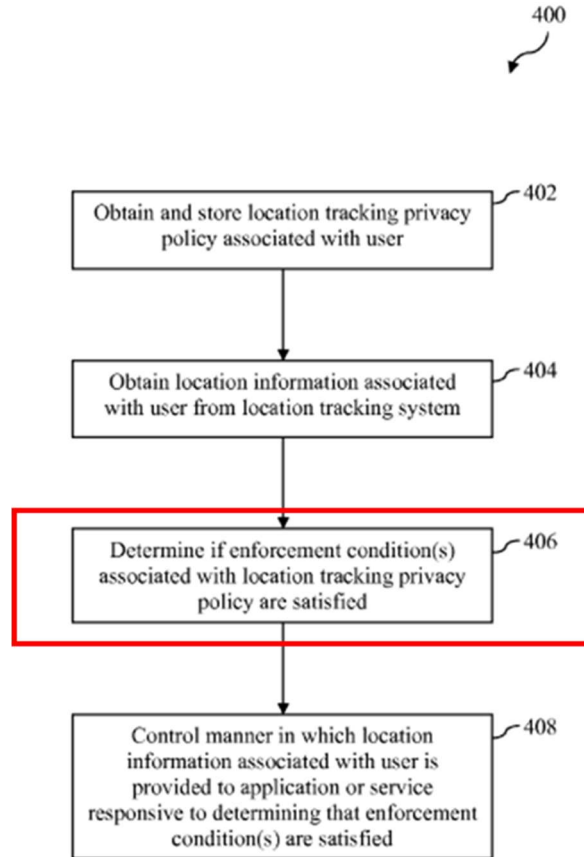 400
402
Obtain and store location tracking privacy
policy associated with user
404
Obtain location information associated
with user from location tracking system
406
Determine if enforcement condition(s)
associated with location tracking privacy
policy are satisfied
408
Control manner in which location
information associated with user is
provided to application or service
responsive to determining that enforcement
condition(s) are satisfied